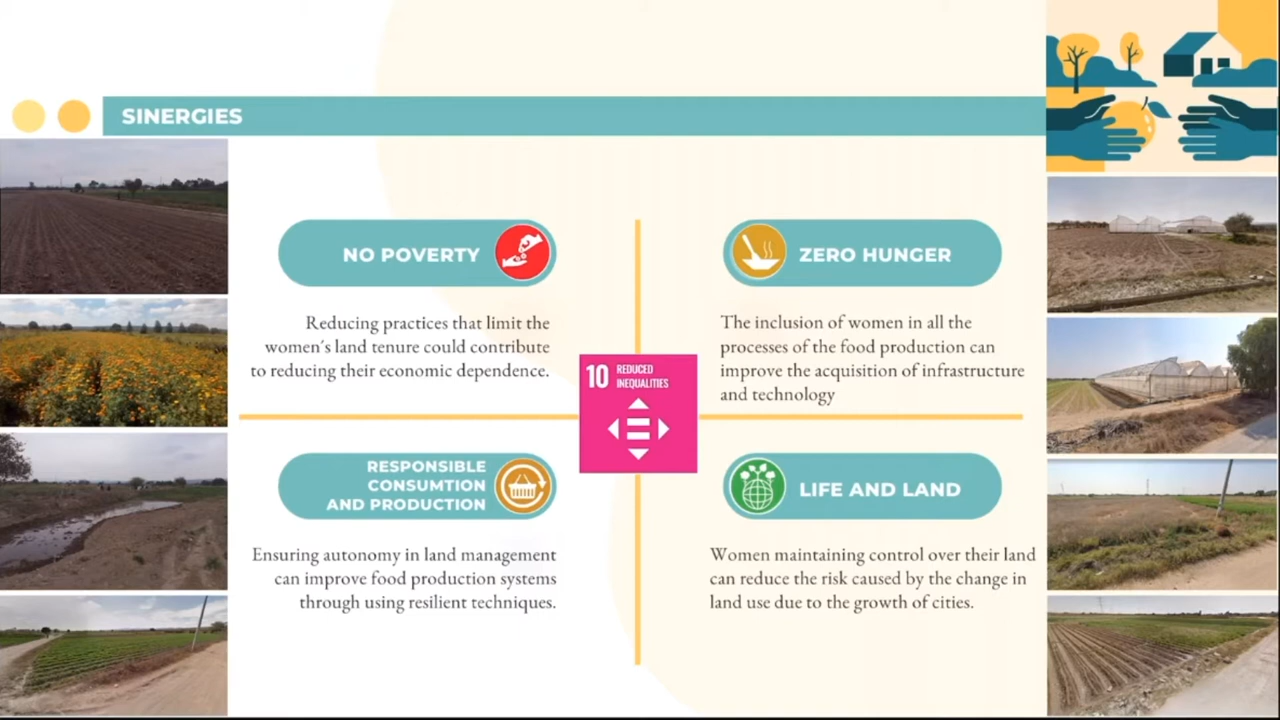 SINERGIES
NO POVERTY
Reducing practices that limit the
women´s land tenure could contribute
to reducing their economic dependence.
ZERO HUNGER
The inclusion of women in all the
processes of the food production can
improve the acquisition of infrastructure
and technology
10 REDUCED
INEQUALITIES
RESPONSIBLE
CONSUMTION
AND PRODUCTION
Ensuring autonomy in land management
can improve food production systems
through using resilient techniques.
LIFE AND LAND
Women maintaining control over their land
can reduce the risk caused by the change in
land use due to the growth of cities.